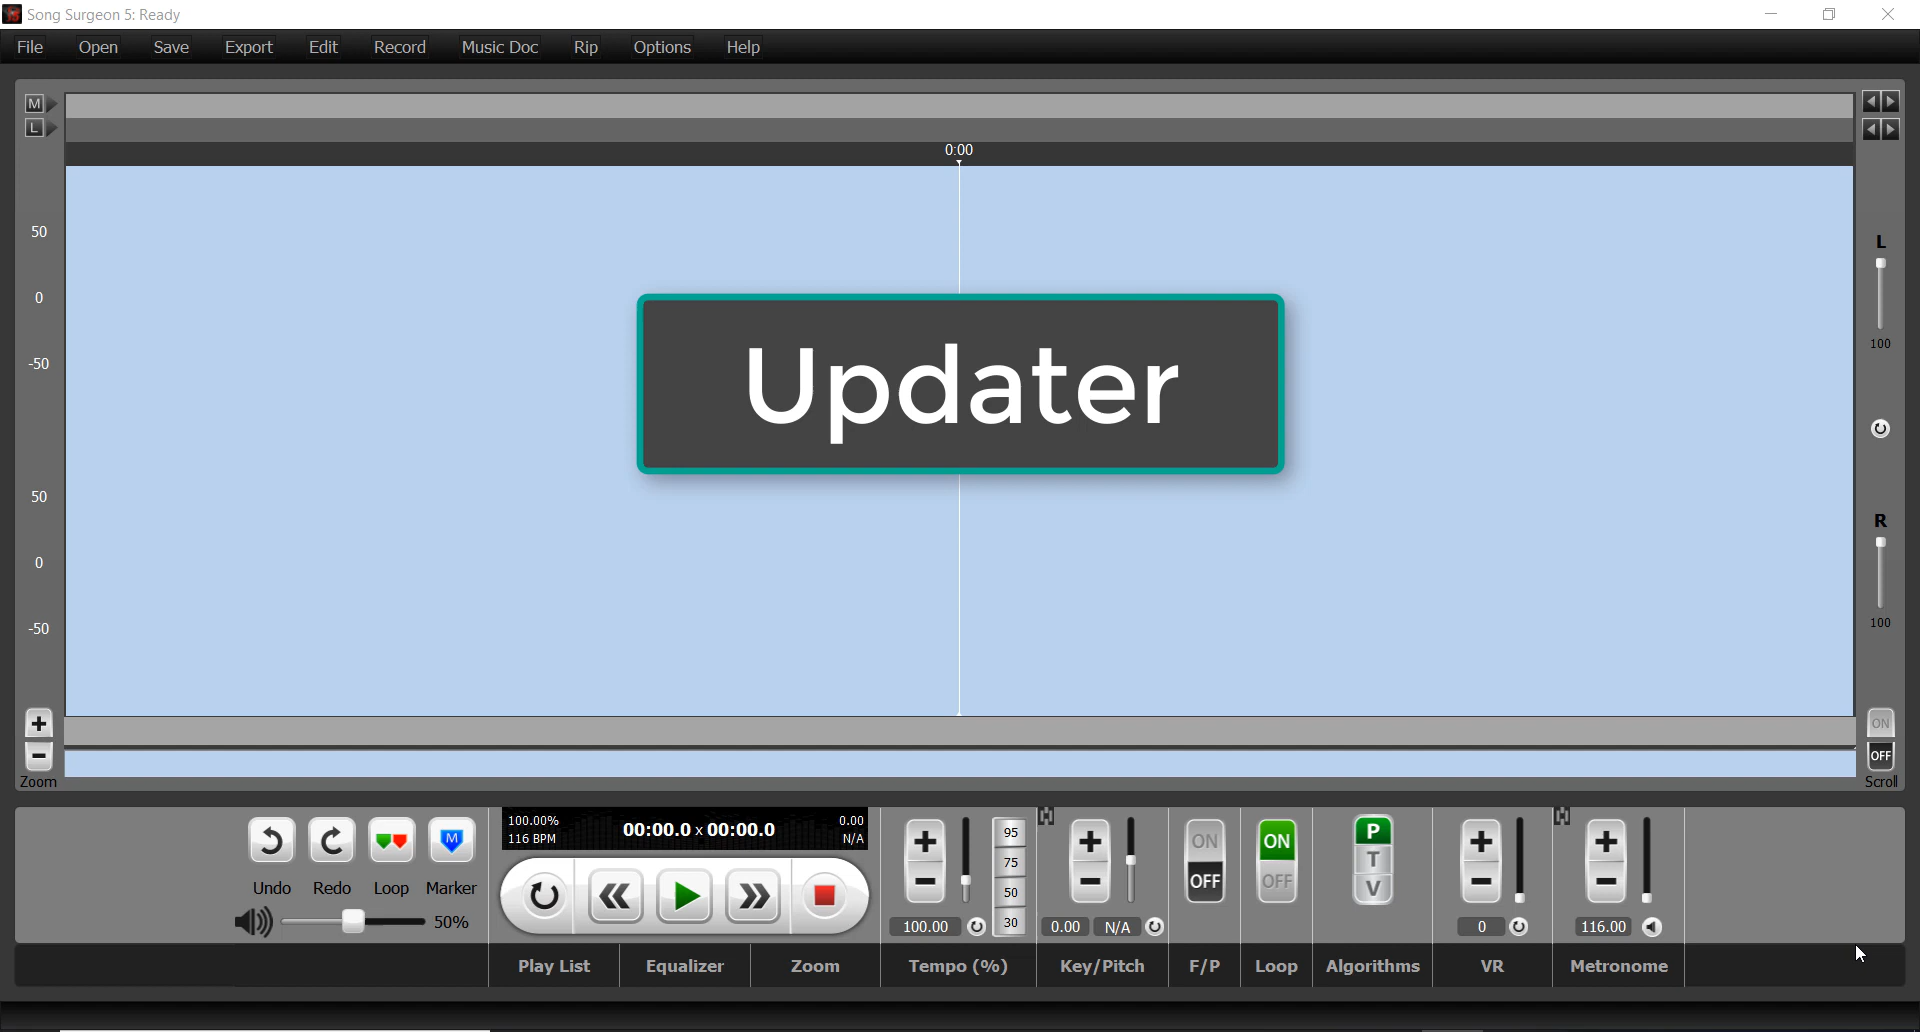 Song Surgeon 5: Ready
File Open Save Export Edit Record Music Doc Rip Options Help
M
L
0:00
50
0
-50
50
0
-50
Updater
L
100
R
100
Zoom
ON
OFF
Scroll
Undo Redo Loop Marker
M
50%
100.00%
116 BPM
00:00.0 x 00:00.0
0.00
N/A
95
75
50
30
100.00
0.00 N/A
ON
OFF
ON
OFF
P
T
V
0
116.00
Play List Equalizer Zoom Tempo (%) Key/Pitch F/P Loop Algorithms VR Metronome